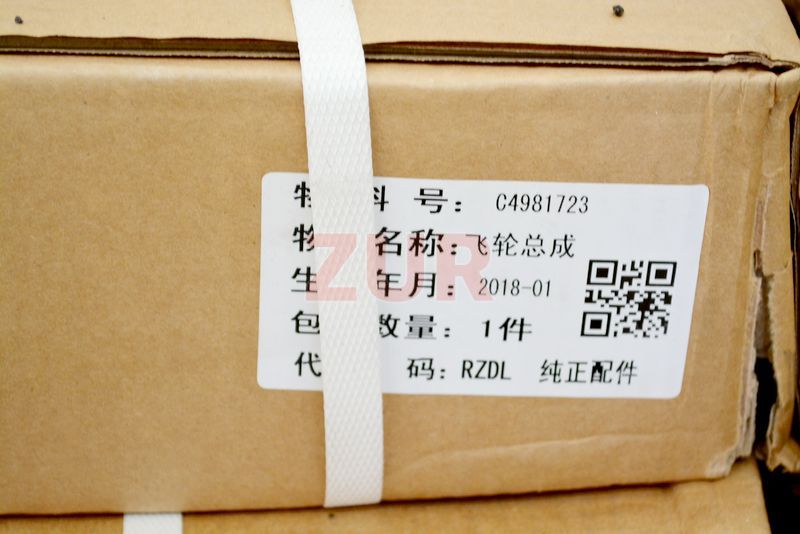 物料号：C4981723
物 名称：飞轮总成
生 年月：2018-01
包 数量：1件
代 码：RZDL 纯正配件
ZUR